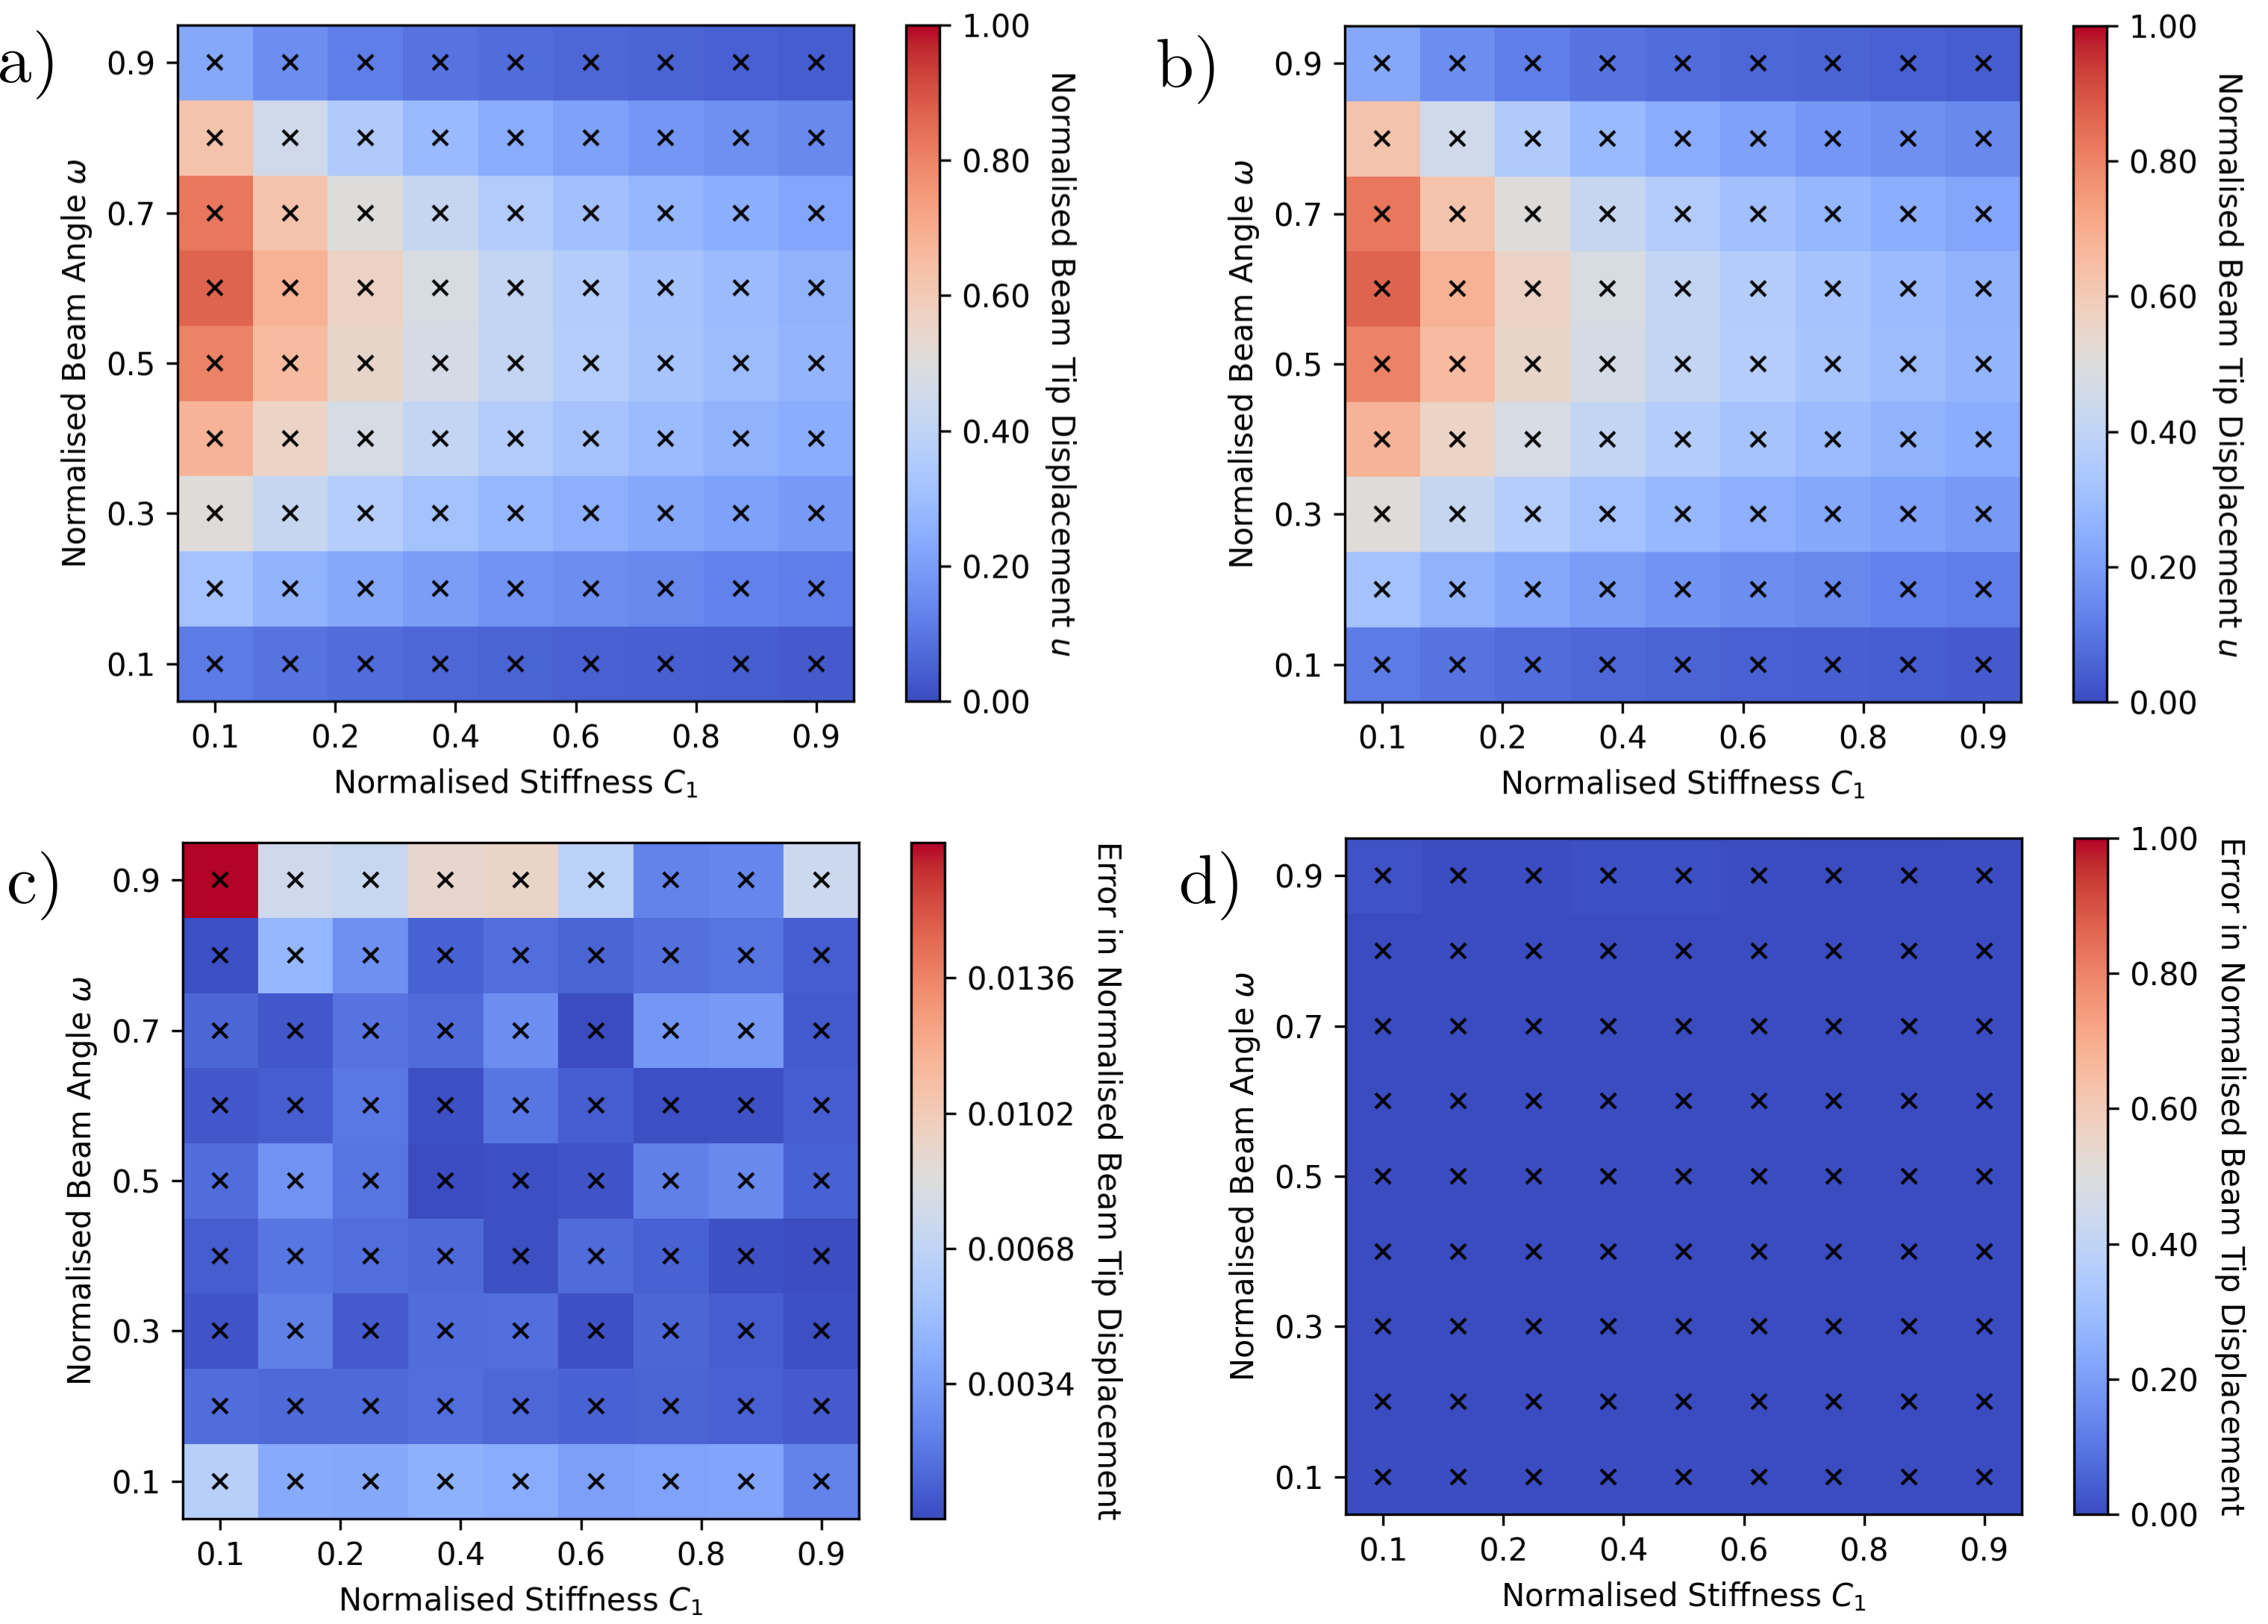 a)
0.9
0.7
0.5
0.3
0.1
Normalised Beam Angle ω
0.1 0.2 0.4 0.6 0.8 0.9
Normalised Stiffness C₁
1.00
0.80
0.60
0.40
0.20
0.00
Normalised Beam Tip Displacement u
b)
0.9
0.7
0.5
0.3
0.1
Normalised Beam Angle ω
0.1 0.2 0.4 0.6 0.8 0.9
Normalised Stiffness C₁
1.00
0.80
0.60
0.40
0.20
0.00
Normalised Beam Tip Displacement u
c)
0.9
0.7
0.5
0.3
0.1
Normalised Beam Angle ω
0.1 0.2 0.4 0.6 0.8 0.9
Normalised Stiffness C₁
0.0136
0.0102
0.0068
0.0034
Error in Normalised Beam Tip Displacement
d)
0.9
0.7
0.5
0.3
0.1
Normalised Beam Angle ω
0.1 0.2 0.4 0.6 0.8 0.9
Normalised Stiffness C₁
1.00
0.80
0.60
0.40
0.20
0.00
Error in Normalised Beam Tip Displacement